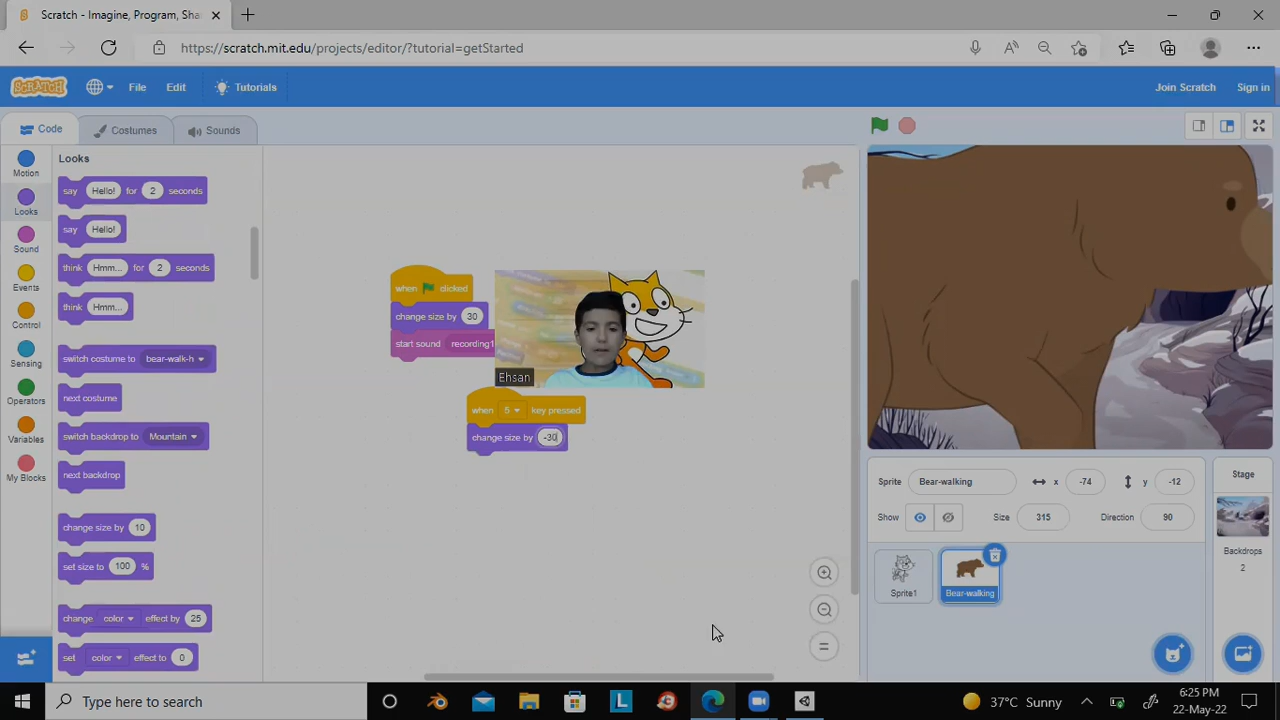 Scratch - Imagine, Program, Sha
https://scratch.mit.edu/projects/editor/?tutorial=getStarted
SCRATCH
File
Edit
Tutorials
Join Scratch
Sign in
Code
Costumes
Sounds
Motion
Looks
Sound
Events
Control
Sensing
Operators
Variables
My Blocks
Looks
say Hello! for 2 seconds
say Hello!
think Hmm... for 2 seconds
think Hmm...
switch costume to bear-walk-h
next costume
switch backdrop to Mountain
next backdrop
change size by 10
set size to 100 %
change color effect by 25
set color effect to 0
when clicked
change size by 30
start sound recording1
Ehsan
when 5 key pressed
change size by -30
Sprite Bear-walking x -74 y -12
Show Size 315 Direction 90
Sprite1
Bear-walking
Stage
Backdrops
2
Type here to search
L
37°C Sunny
6:25 PM
22-May-22